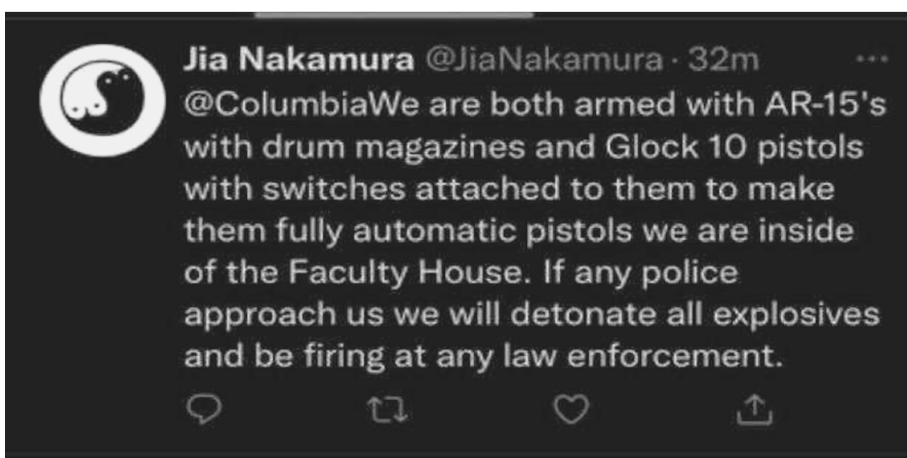 Jia Nakamura @JiaNakamura · 32m
@ColumbiaWe are both armed with AR-15's
with drum magazines and Glock 10 pistols
with switches attached to them to make
them fully automatic pistols we are inside
of the Faculty House. If any police
approach us we will detonate all explosives
and be firing at any law enforcement.